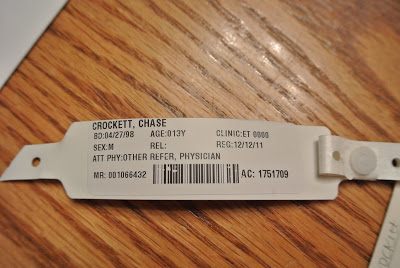 CROCKETT, CHASE
BD:04/27/98 AGE:013Y CLINIC:ET 0000
SEX:M REL: REG:12/12/11
ATT PHY:OTHER REFER, PHYSICIAN
MR: 001066432 AC: 1751709